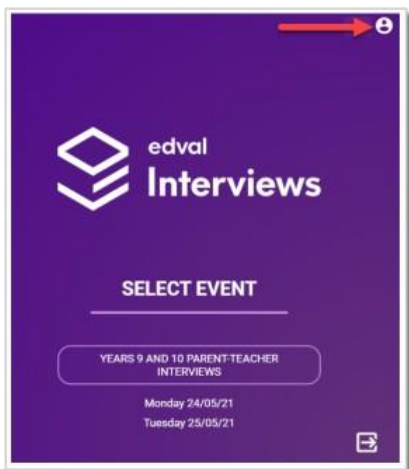 edval
Interviews
SELECT EVENT
YEARS 9 AND 10 PARENT-TEACHER
INTERVIEWS
Monday 24/05/21
Tuesday 25/05/21